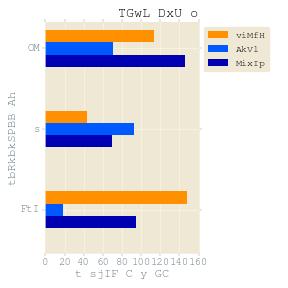 TGwL DxU o
viMfH
AkVl
MixIp
OM
s
FtI
tbRkbkSPBB Ah
0 20 40 60 80 100 120 140 160
t sjIF C y GC